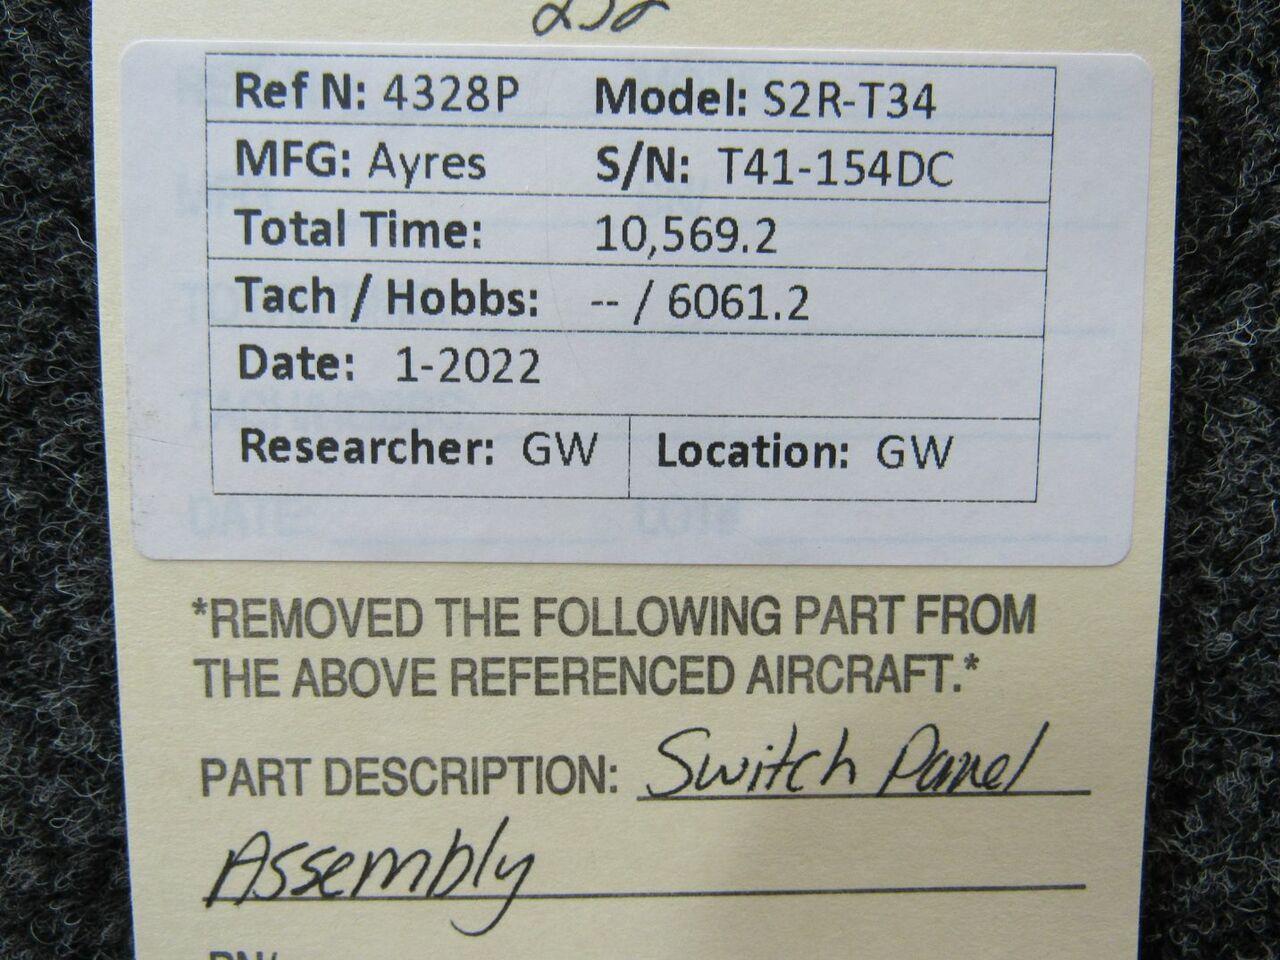 Ref N: 4328P Model: S2R-T34
MFG: Ayres S/N: T41-154DC
Total Time: 10,569.2
Tach / Hobbs: -- / 6061.2
Date: 1-2022
Researcher: GW Location: GW
DATE:
*REMOVED THE FOLLOWING PART FROM
THE ABOVE REFERENCED AIRCRAFT.*
PART DESCRIPTION: Switch Panel
Assembly